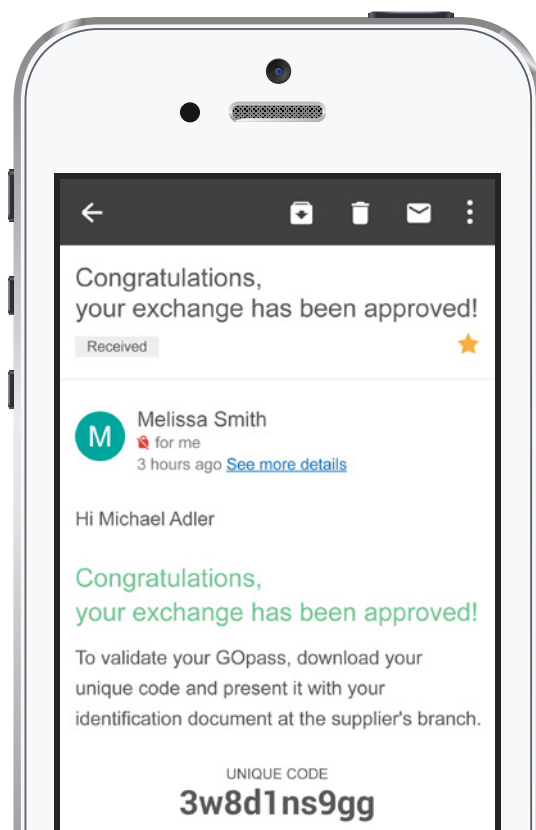 Congratulations,
your exchange has been approved!
Received
M
Melissa Smith
for me
3 hours ago See more details
Hi Michael Adler
Congratulations,
your exchange has been approved!
To validate your GOpass, download your
unique code and present it with your
identification document at the supplier's branch.
UNIQUE CODE
3w8d1ns9gg